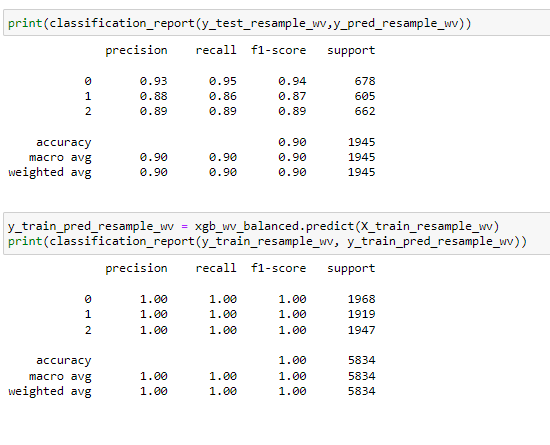 print(classification_report(y_test_resample_wv,y_pred_resample_wv))
precision recall f1-score support
0 0.93 0.95 0.94 678
1 0.88 0.86 0.87 605
2 0.89 0.89 0.89 662
accuracy 0.90 1945
macro avg 0.90 0.90 0.90 1945
weighted avg 0.90 0.90 0.90 1945
y_train_pred_resample_wv = xgb_wv_balanced.predict(X_train_resample_wv)
print(classification_report(y_train_resample_wv, y_train_pred_resample_wv))
precision recall f1-score support
0 1.00 1.00 1.00 1968
1 1.00 1.00 1.00 1919
2 1.00 1.00 1.00 1947
accuracy 1.00 5834
macro avg 1.00 1.00 1.00 5834
weighted avg 1.00 1.00 1.00 5834